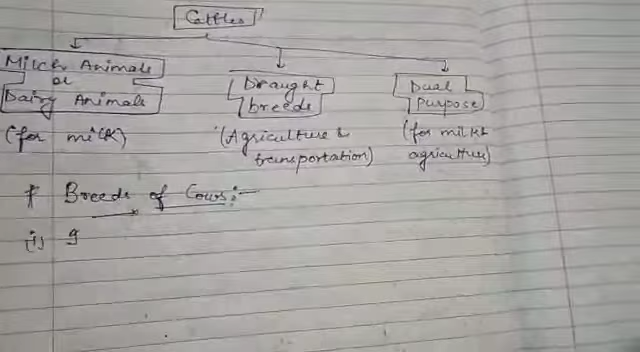 Cattles
Milch Animals
or
Dairy Animals
(for milk)
Draught
breeds
(Agriculture &
transportation)
Dual
purpose
(for milk &
agriculture)
* Breeds of Cows:-
(i) g